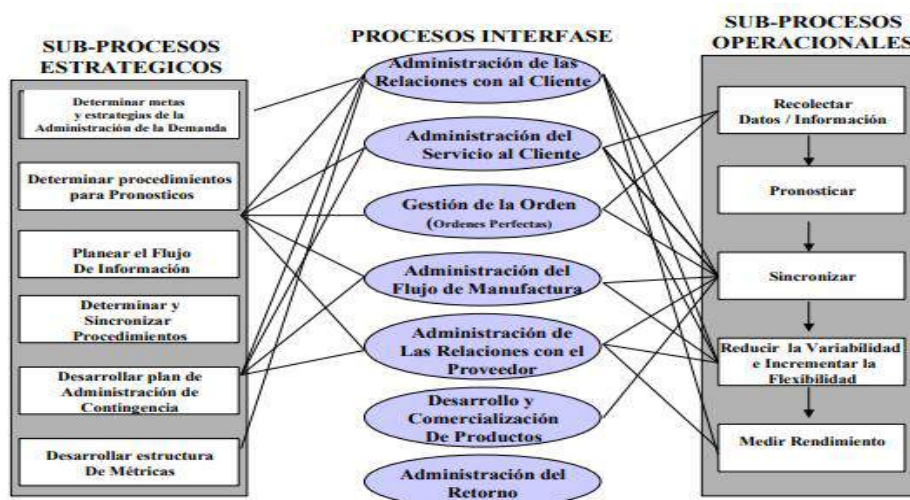 SUB-PROCESOS
ESTRATEGICOS
Determinar metas
y estrategias de la
Administración de la Demanda
Determinar procedimientos
para Pronosticos
Planear el Flujo
De Información
Determinar y
Sincronizar
Procedimientos
Desarrollar plan de
Administración de
Contingencia
Desarrollar estructura
De Métricas
PROCESOS INTERFASE
Administración de las
Relaciones con al Cliente
Administración del
Servicio al Cliente
Gestión de la Orden
(Ordenes Perfectas)
Administración del
Flujo de Manufactura
Administración de
Las Relaciones con el
Proveedor
Desarrollo y
Comercialización
De Productos
Administración del
Retorno
SUB-PROCESOS
OPERACIONALES
Recolectar
Datos / Información
Pronosticar
Sincronizar
Reducir la Variabilidad
e Incrementar la
Flexibilidad
Medir Rendimiento